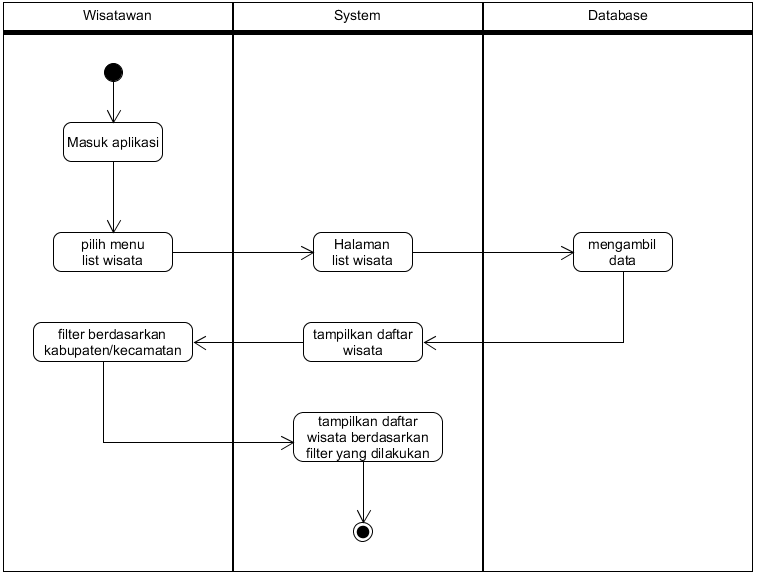 Wisatawan
System
Database
Masuk aplikasi
pilih menu
list wisata
Halaman
list wisata
mengambil
data
filter berdasarkan
kabupaten/kecamatan
tampilkan daftar
wisata
tampilkan daftar
wisata berdasarkan
filter yang dilakukan